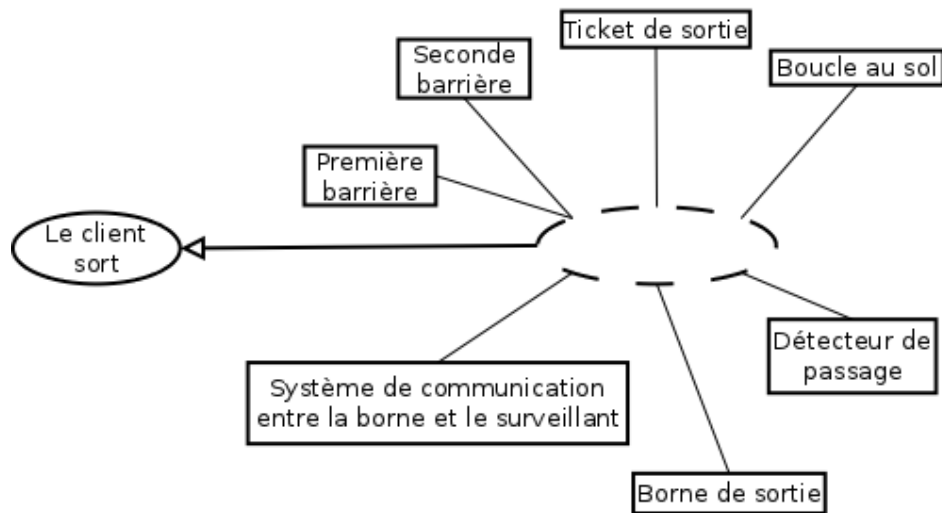 Ticket de sortie
Seconde
barrière
Boucle au sol
Première
barrière
Le client
sort
Détecteur de
passage
Système de communication
entre la borne et le surveillant
Borne de sortie